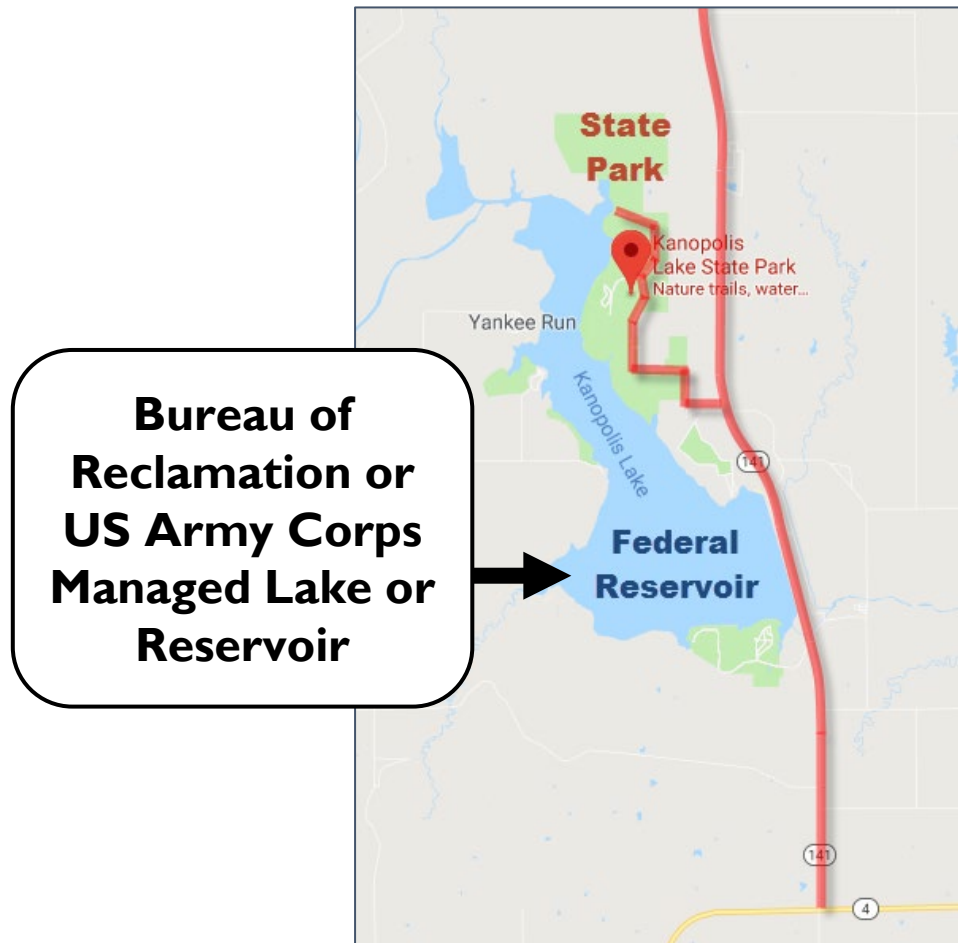 State
Park
Kanopolis
Lake State Park
Nature trails, water...
Yankee Run
Kanopolis Lake
Bureau of
Reclamation or
US Army Corps
Managed Lake or
Reservoir
141
Federal
Reservoir
141
4